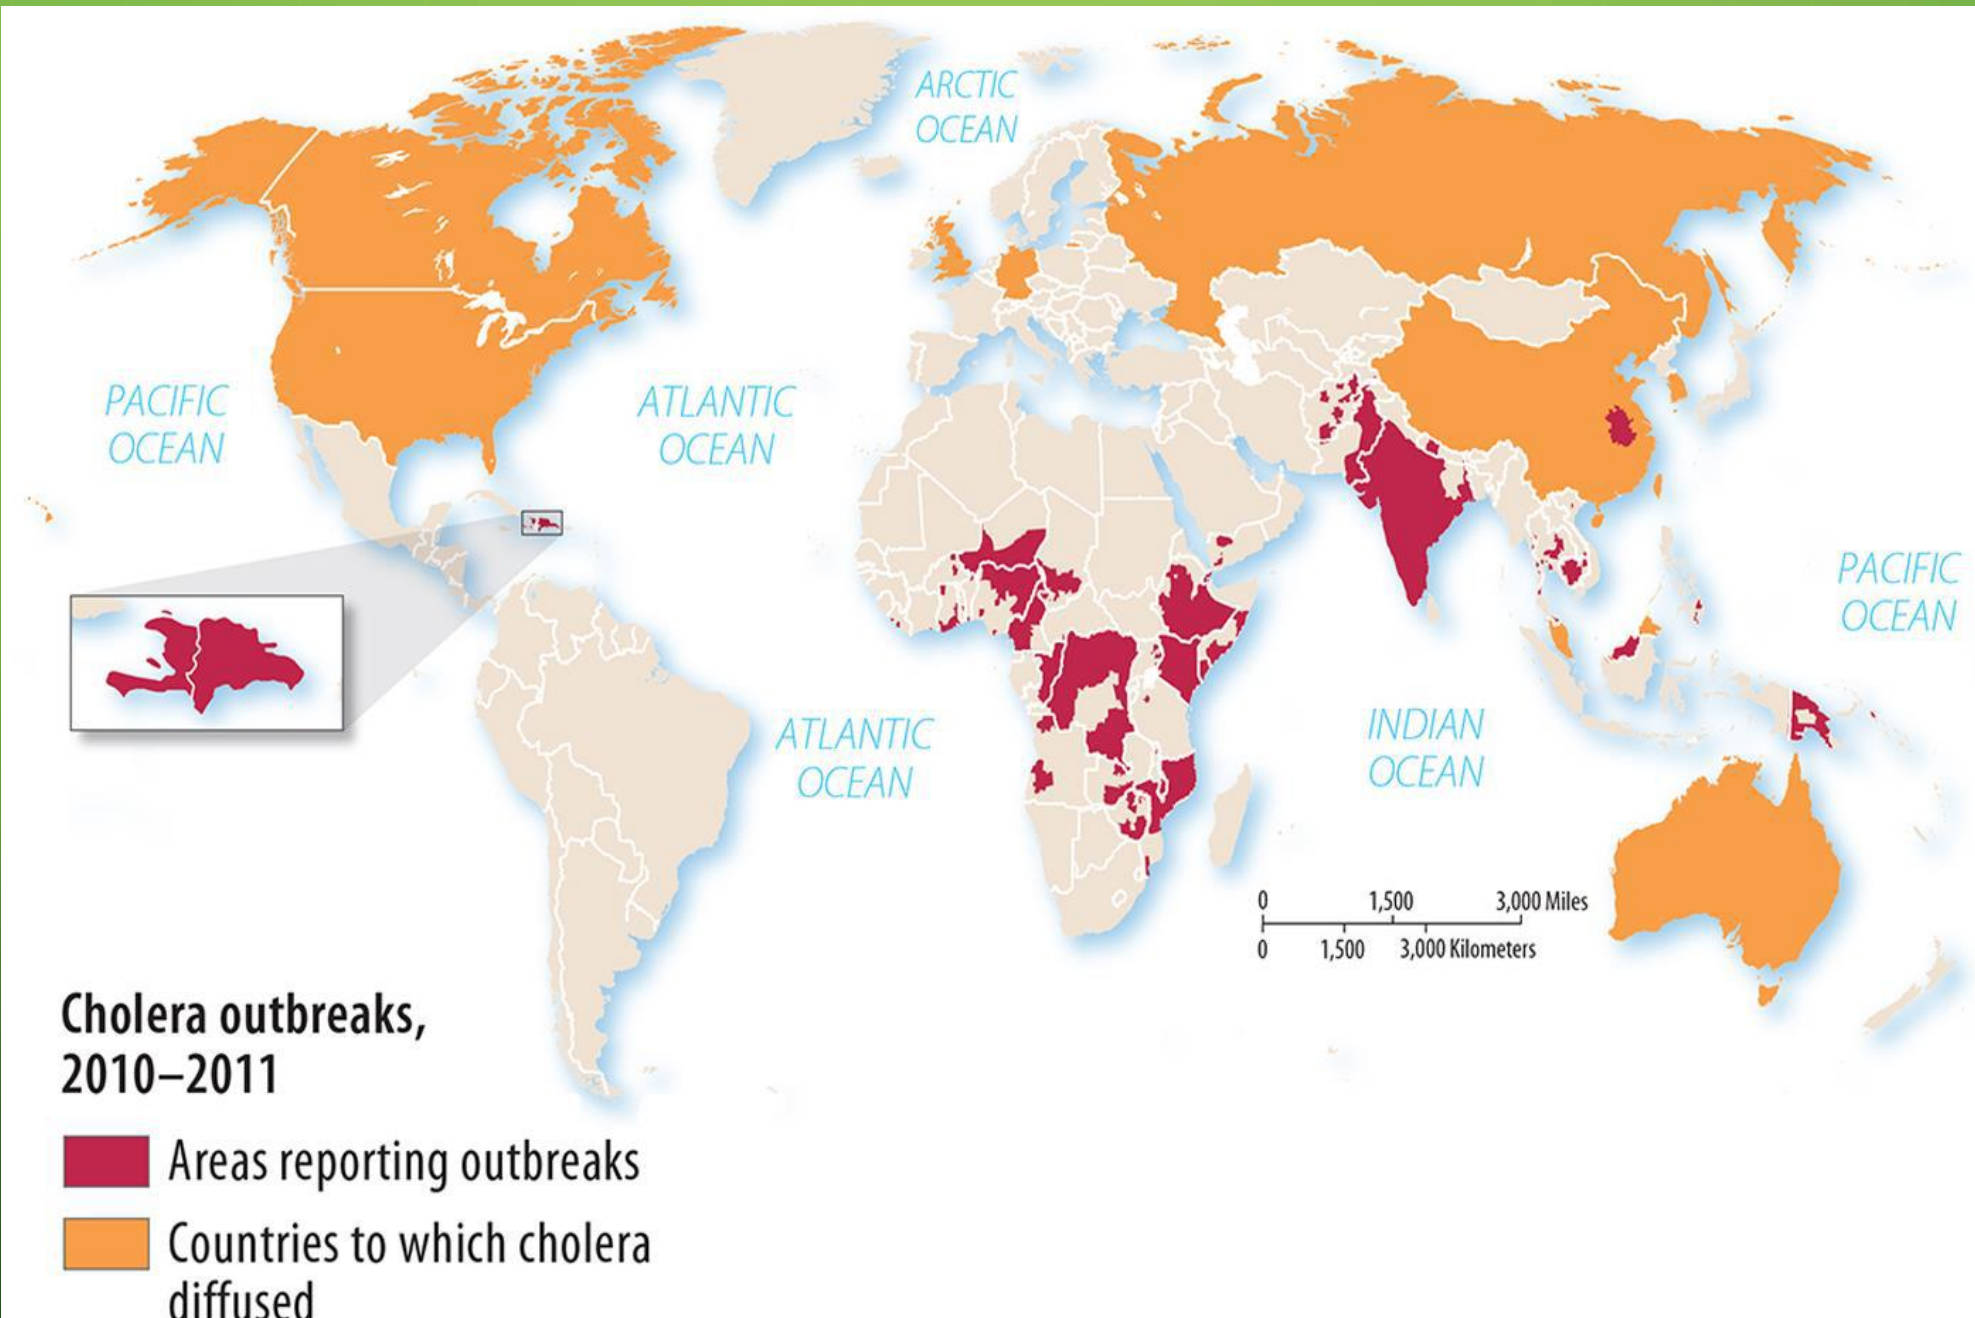 ARCTIC
OCEAN
PACIFIC
OCEAN
ATLANTIC
OCEAN
PACIFIC
OCEAN
ATLANTIC
OCEAN
INDIAN
OCEAN
0 1,500 3,000 Miles
0 1,500 3,000 Kilometers
Cholera outbreaks,
2010–2011
Areas reporting outbreaks
Countries to which cholera
diffused